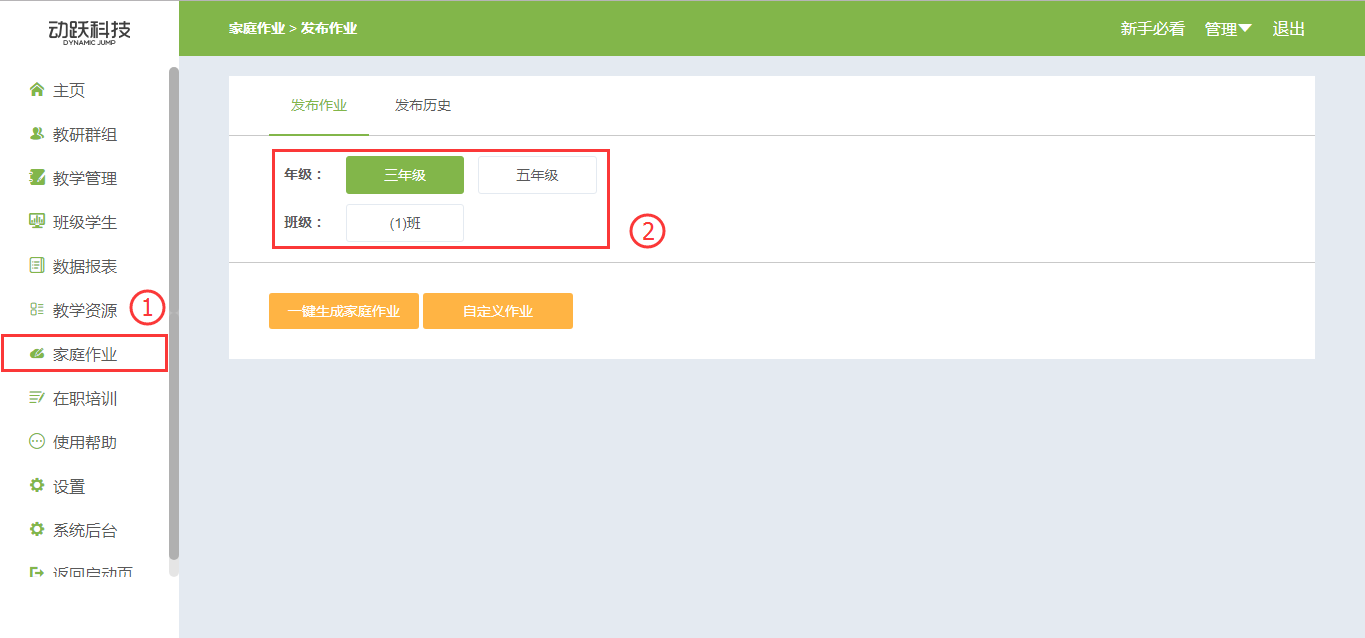 动跃科技
DYNAMIC JUMP
家庭作业 > 发布作业
新手必看 管理 退出
主页
教研群组
教学管理
班级学生
数据报表
教学资源
家庭作业
在职培训
使用帮助
设置
系统后台
返回启动页
①
发布作业 发布历史
年级： 三年级 五年级
班级： (1)班
②
一键生成家庭作业 自定义作业